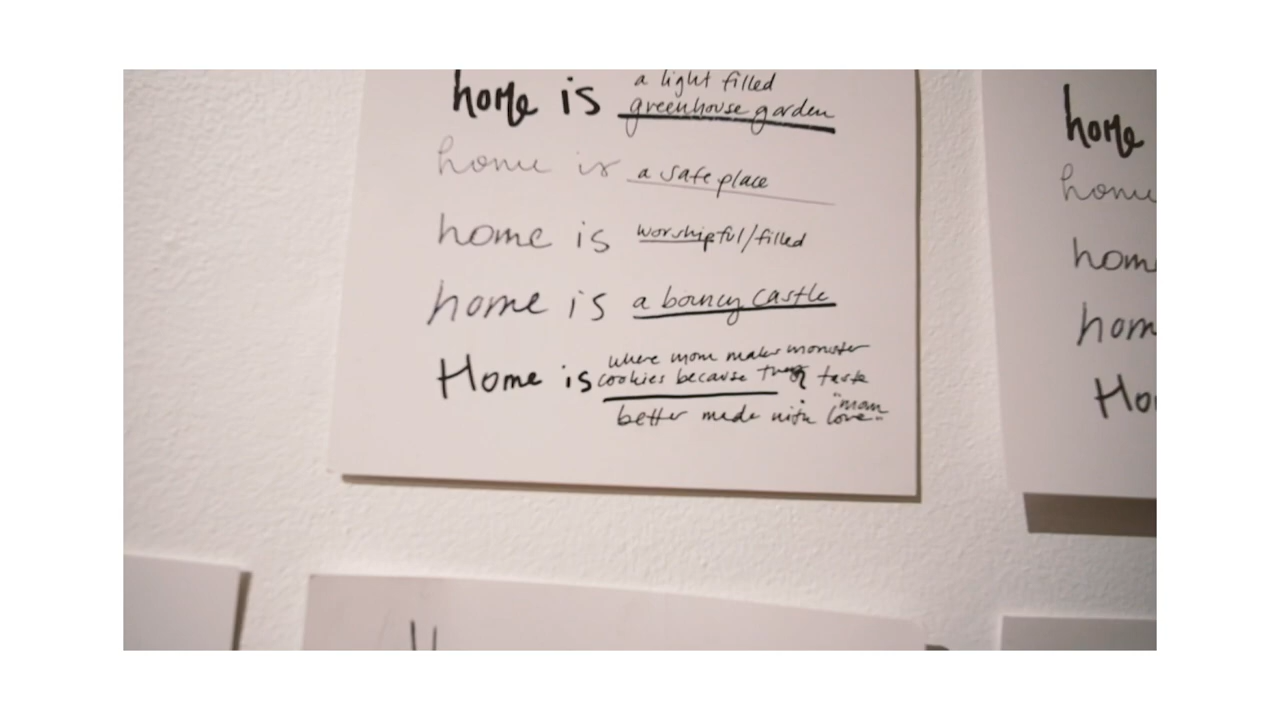 home is a light filled
greenhouse garden
home is a safe place
home is worshipful/filled
home is a bouncy castle
Home is where mom makes monster
cookies because they taste
better made with "mom
love"
home
home
hom
hom
Ho